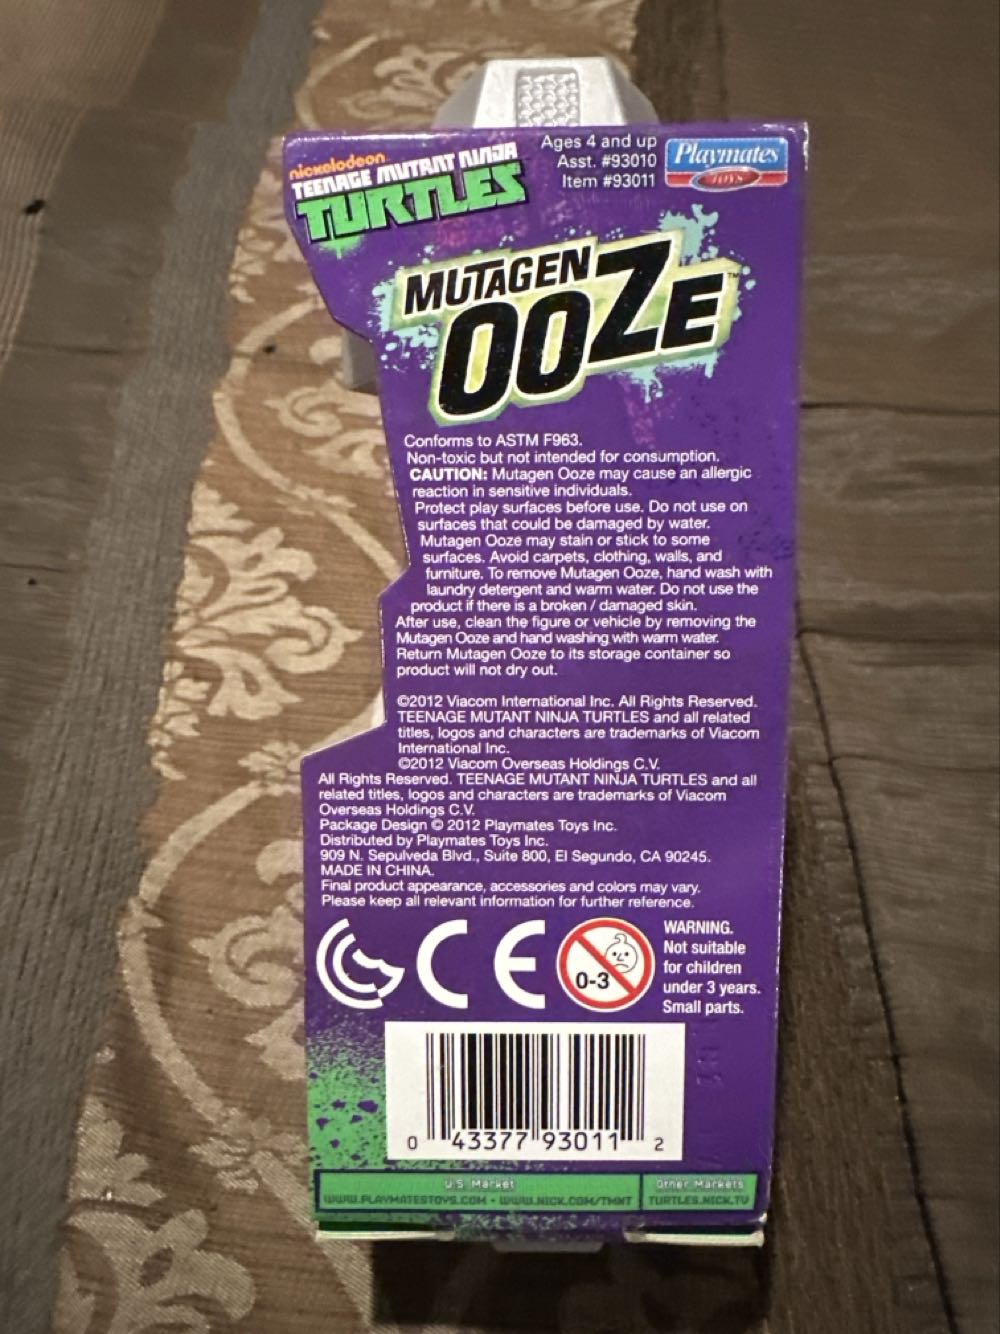 nickelodeon
TEENAGE MUTANT NINJA
TURTLES
Ages 4 and up
Asst. #93010
Item #93011
Playmates
TOYS
MUTAGEN
OOZE™
Conforms to ASTM F963.
Non-toxic but not intended for consumption.
CAUTION: Mutagen Ooze may cause an allergic
reaction in sensitive individuals.
Protect play surfaces before use. Do not use on
surfaces that could be damaged by water.
Mutagen Ooze may stain or stick to some
surfaces. Avoid carpets, clothing, walls, and
furniture. To remove Mutagen Ooze, hand wash with
laundry detergent and warm water. Do not use the
product if there is a broken / damaged skin.
After use, clean the figure or vehicle by removing the
Mutagen Ooze and hand washing with warm water.
Return Mutagen Ooze to its storage container so
product will not dry out.
©2012 Viacom International Inc. All Rights Reserved.
TEENAGE MUTANT NINJA TURTLES and all related
titles, logos and characters are trademarks of Viacom
International Inc.
©2012 Viacom Overseas Holdings C.V.
All Rights Reserved. TEENAGE MUTANT NINJA TURTLES and all
related titles, logos and characters are trademarks of Viacom
Overseas Holdings C.V.
Package Design © 2012 Playmates Toys Inc.
Distributed by Playmates Toys Inc.
909 N. Sepulveda Blvd., Suite 800, El Segundo, CA 90245.
MADE IN CHINA.
Final product appearance, accessories and colors may vary.
Please keep all relevant information for further reference.
CE
0-3
WARNING.
Not suitable
for children
under 3 years.
Small parts.
0 43377 93011 2
U.S. Market
WWW.PLAYMATESTOYS.COM • WWW.NICK.COM/TMNT
Other Markets
TURTLES.NICK.TV